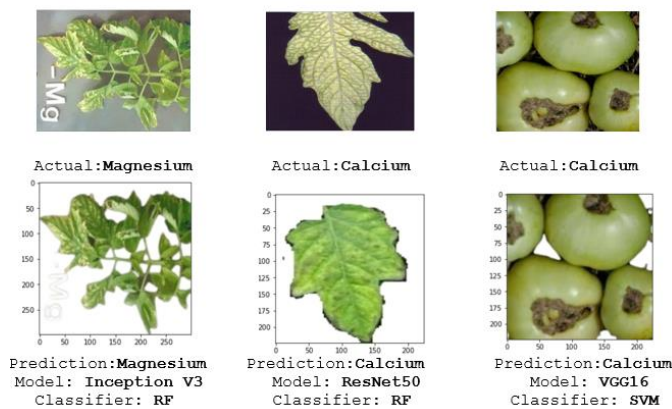 -Mg
Actual:Magnesium
Actual:Calcium
Actual:Calcium
0
50
100
150
200
250
0
100
200
0
25
50
75
100
125
150
175
200
0
50
100
150
200
0
25
50
75
100
125
150
175
200
0
50
100
150
200
Prediction:Magnesium
Model: Inception V3
Classifier: RF
Prediction:Calcium
Model: ResNet50
Classifier: RF
Prediction:Calcium
Model: VGG16
Classifier: SVM